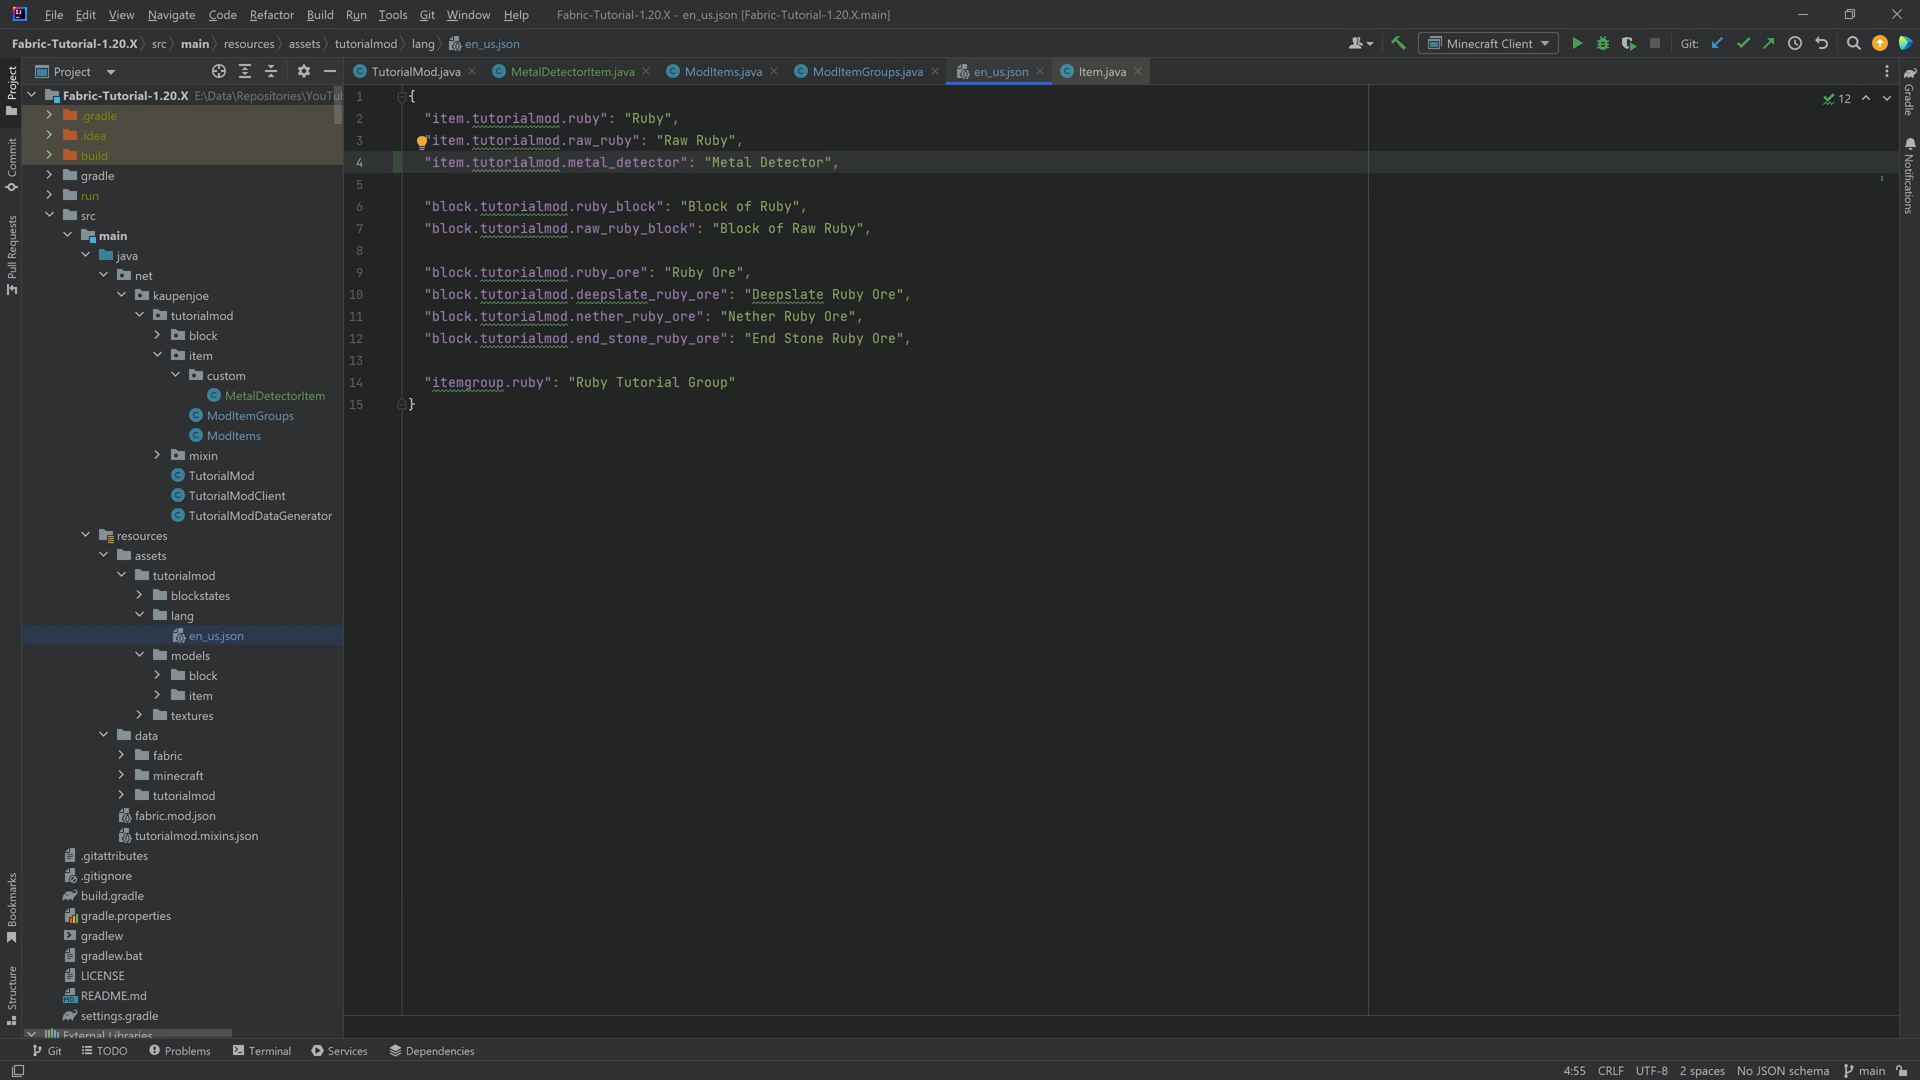 File Edit View Navigate Code Refactor Build Run Tools Git Window Help Fabric-Tutorial-1.20.X - en_us.json [Fabric-Tutorial-1.20.X.main]
Fabric-Tutorial-1.20.X src main resources assets tutorialmod lang en_us.json Minecraft Client Git:
Project TutorialMod.java MetalDetectorItem.java ModItems.java ModItemGroups.java en_us.json Item.java
Project
Commit
Pull Requests
Bookmarks
Structure
Fabric-Tutorial-1.20.X E:\Data\Repositories\YouTu
.gradle
.idea
build
gradle
run
src
main
java
net
kaupenjoe
tutorialmod
block
item
custom
MetalDetectorItem
ModItemGroups
ModItems
mixin
TutorialMod
TutorialModClient
TutorialModDataGenerator
resources
assets
tutorialmod
blockstates
lang
en_us.json
models
block
item
textures
data
fabric
minecraft
tutorialmod
fabric.mod.json
tutorialmod.mixins.json
.gitattributes
.gitignore
build.gradle
gradle.properties
gradlew
gradlew.bat
LICENSE
README.md
settings.gradle
External Libraries
1 {
2 "item.tutorialmod.ruby": "Ruby",
3 "item.tutorialmod.raw_ruby": "Raw Ruby",
4 "item.tutorialmod.metal_detector": "Metal Detector",
5
6 "block.tutorialmod.ruby_block": "Block of Ruby",
7 "block.tutorialmod.raw_ruby_block": "Block of Raw Ruby",
8
9 "block.tutorialmod.ruby_ore": "Ruby Ore",
10 "block.tutorialmod.deepslate_ruby_ore": "Deepslate Ruby Ore",
11 "block.tutorialmod.nether_ruby_ore": "Nether Ruby Ore",
12 "block.tutorialmod.end_stone_ruby_ore": "End Stone Ruby Ore",
13
14 "itemgroup.ruby": "Ruby Tutorial Group"
15 }
12
Gradle
Notifications
Git TODO Problems Terminal Services Dependencies
4:55 CRLF UTF-8 2 spaces No JSON schema main